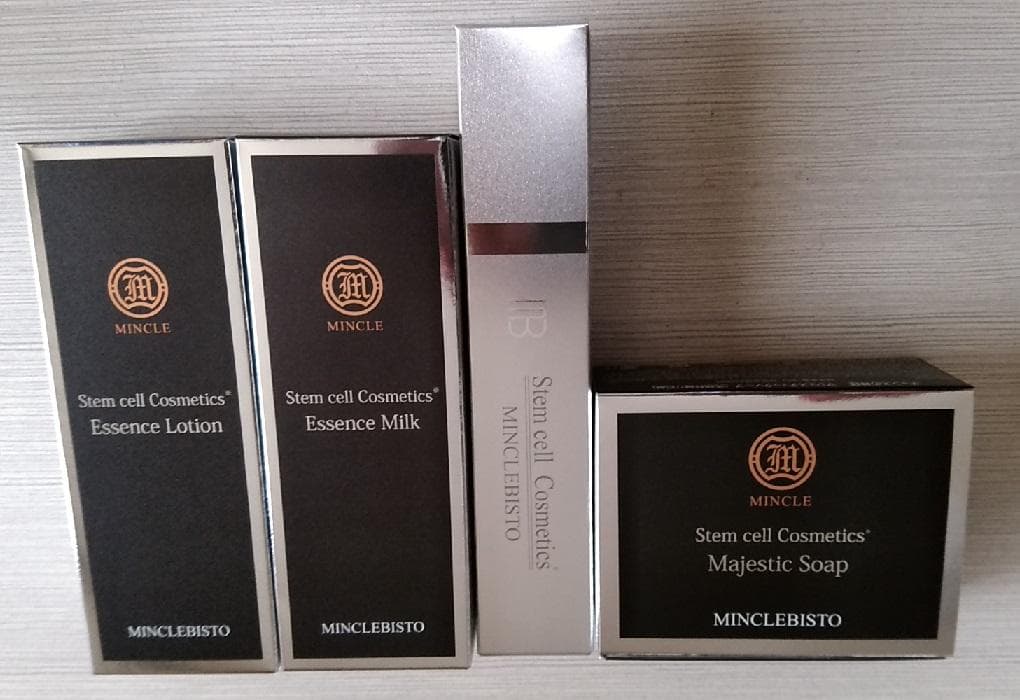 M
MINCLE
Stem cell Cosmetics®
Essence Lotion
MINCLEBISTO
M
MINCLE
Stem cell Cosmetics®
Essence Milk
MINCLEBISTO
Stem cell Cosmetics®
MINCLEBISTO
M
MINCLE
Stem cell Cosmetics®
Majestic Soap
MINCLEBISTO